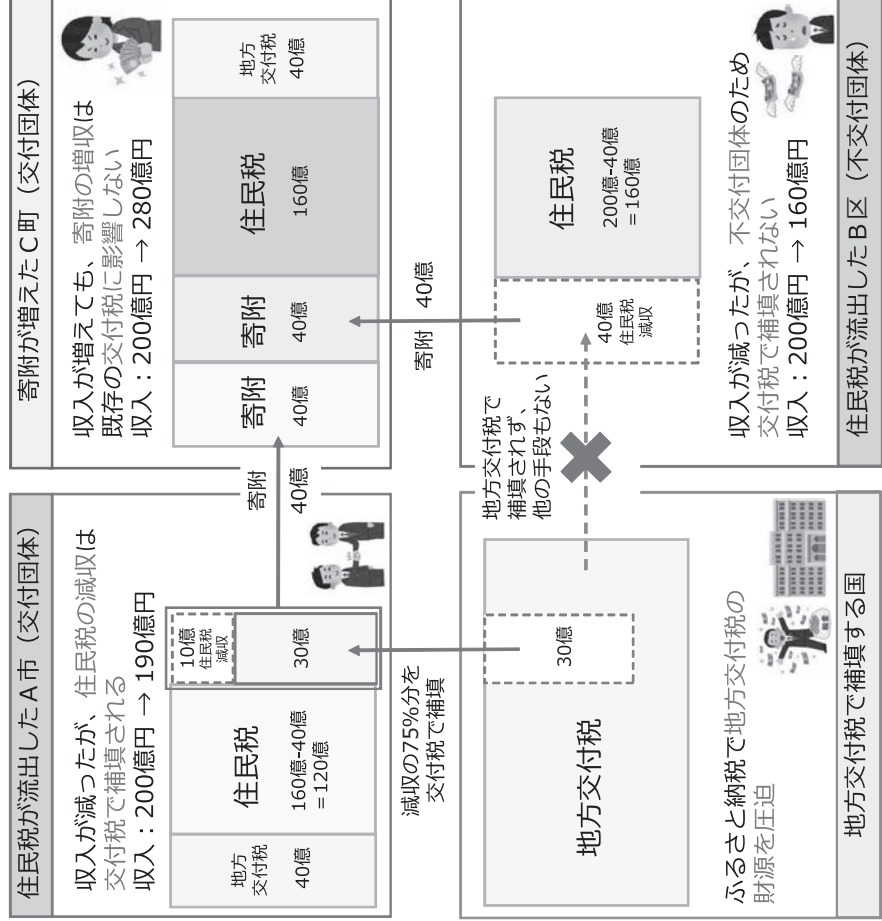 住民税が流出したA市（交付団体）
収入が減ったが、住民税の減収は
交付税で補填される
収入：200億円 → 190億円
地方
交付税
40億
住民税
160億-40億
=120億
10億
住民税
減収
30億
寄附
40億
寄附が増えたC町（交付団体）
収入が増えても、寄附の増収は
既存の交付税に影響しない
収入：200億円 → 280億円
寄附
40億
寄附
40億
住民税
160億
地方
交付税
40億
減収の75%分を
交付税で補填
寄附
40億
地方交付税
30億
ふるさと納税で地方交付税の
財源を圧迫
地方交付税で補填する国
地方交付税で
補填されず、
他の手段もない
40億
住民税
減収
住民税
200億-40億
=160億
収入が減ったが、不交付団体のため
交付税で補填されない
収入：200億円 → 160億円
住民税が流出したB区（不交付団体）